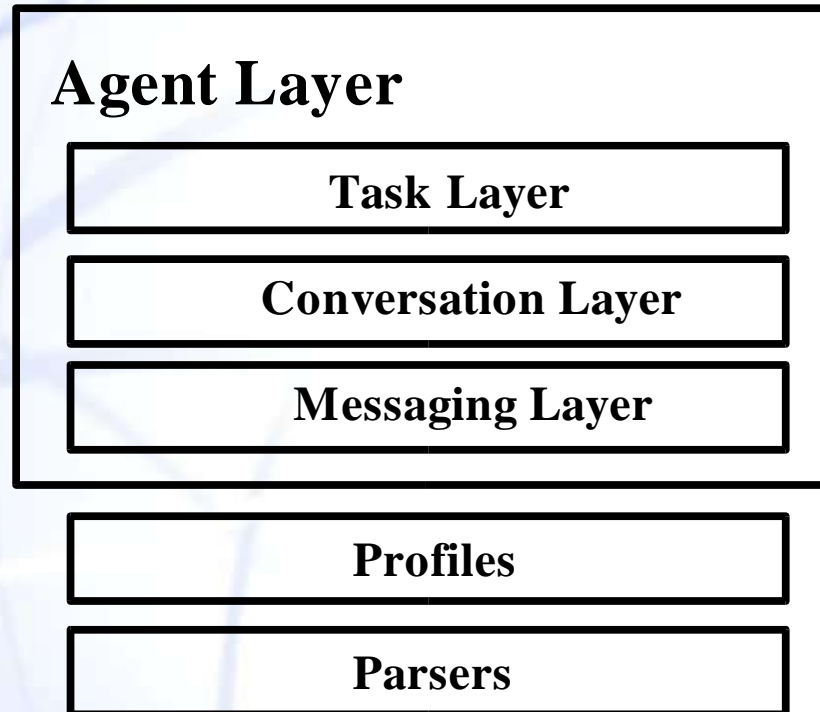 Agent Layer
Task Layer
Conversation Layer
Messaging Layer
Profiles
Parsers